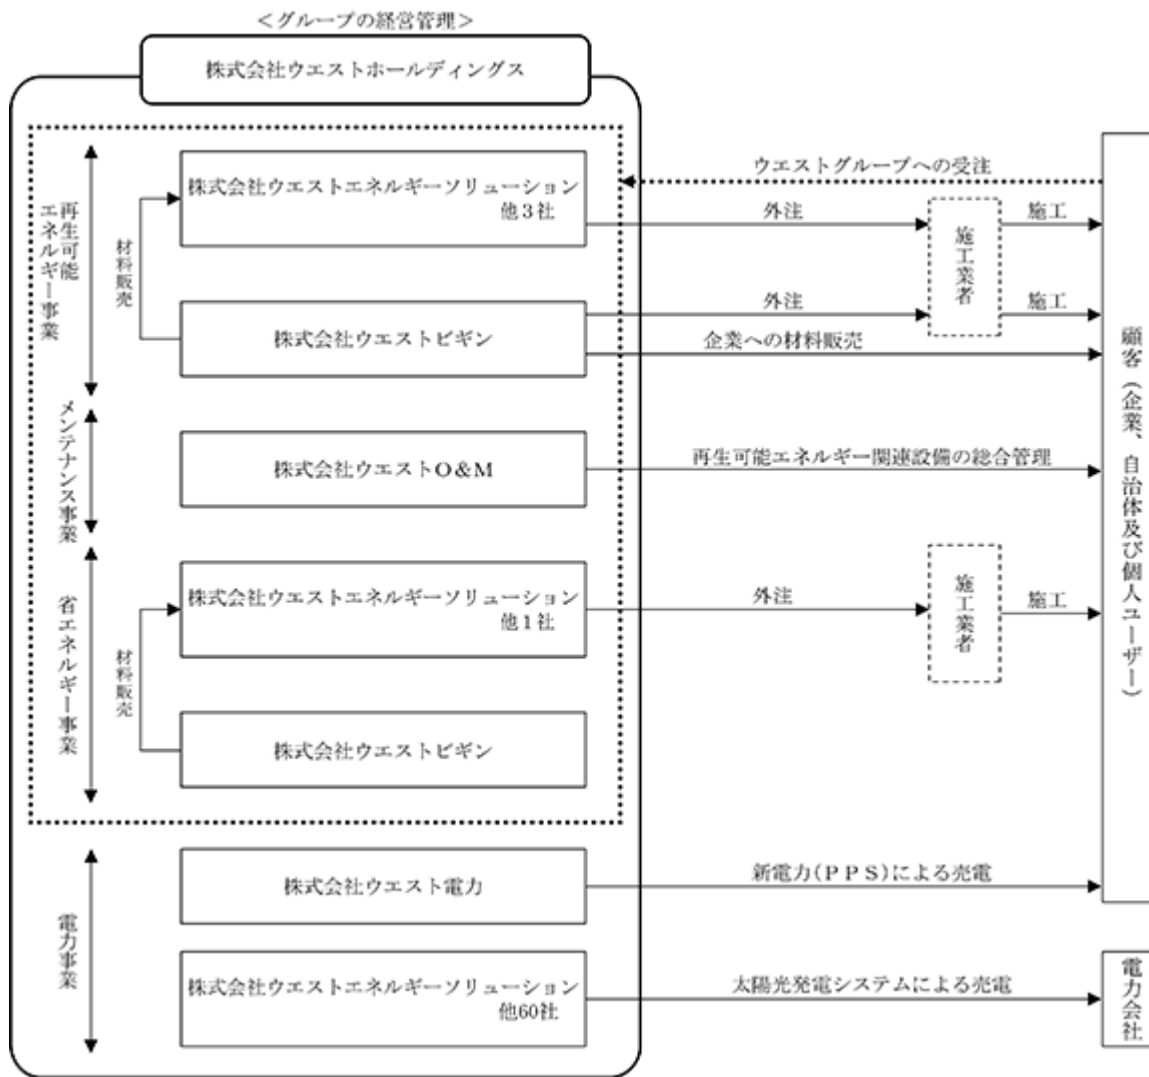 ＜グループの経営管理＞
株式会社ウエストホールディングス
再生可能
エネルギー事業
材料販売
株式会社ウエストエネルギーソリューション
他３社
株式会社ウエストビギン
ウエストグループへの受注
外注
施工業者
施工
外注
施工
企業への材料販売
メンテナンス事業
株式会社ウエストＯ＆Ｍ
再生可能エネルギー関連設備の総合管理
省エネルギー事業
材料販売
株式会社ウエストエネルギーソリューション
他１社
外注
施工業者
施工
株式会社ウエストビギン
顧客（企業、自治体及び個人ユーザー）
電力事業
株式会社ウエスト電力
新電力（ＰＰＳ）による売電
株式会社ウエストエネルギーソリューション
他60社
太陽光発電システムによる売電
電力会社